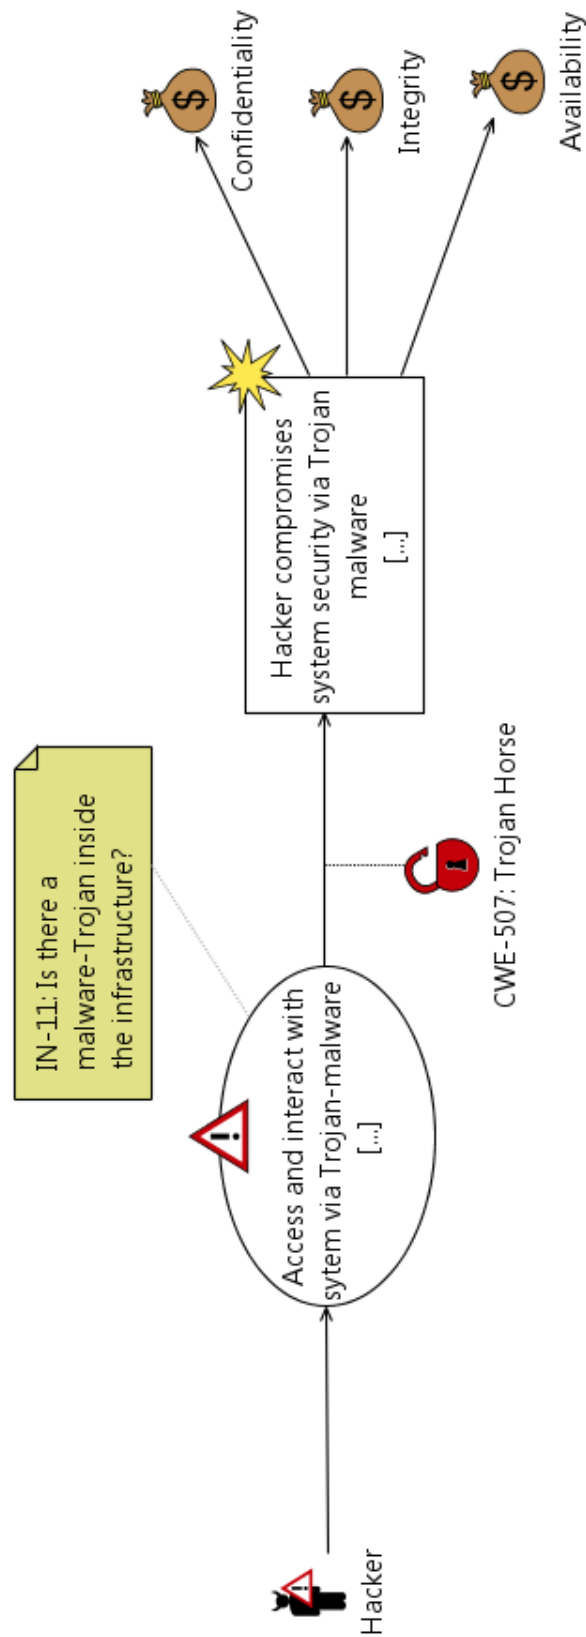 Hacker
Access and interact with
sytem via Trojan-malware
[...]
IN-11: Is there a
malware-Trojan inside
the infrastructure?
CWE-507: Trojan Horse
Hacker compromises
system security via Trojan
malware
[...]
$
Confidentiality
$
Integrity
$
Availability